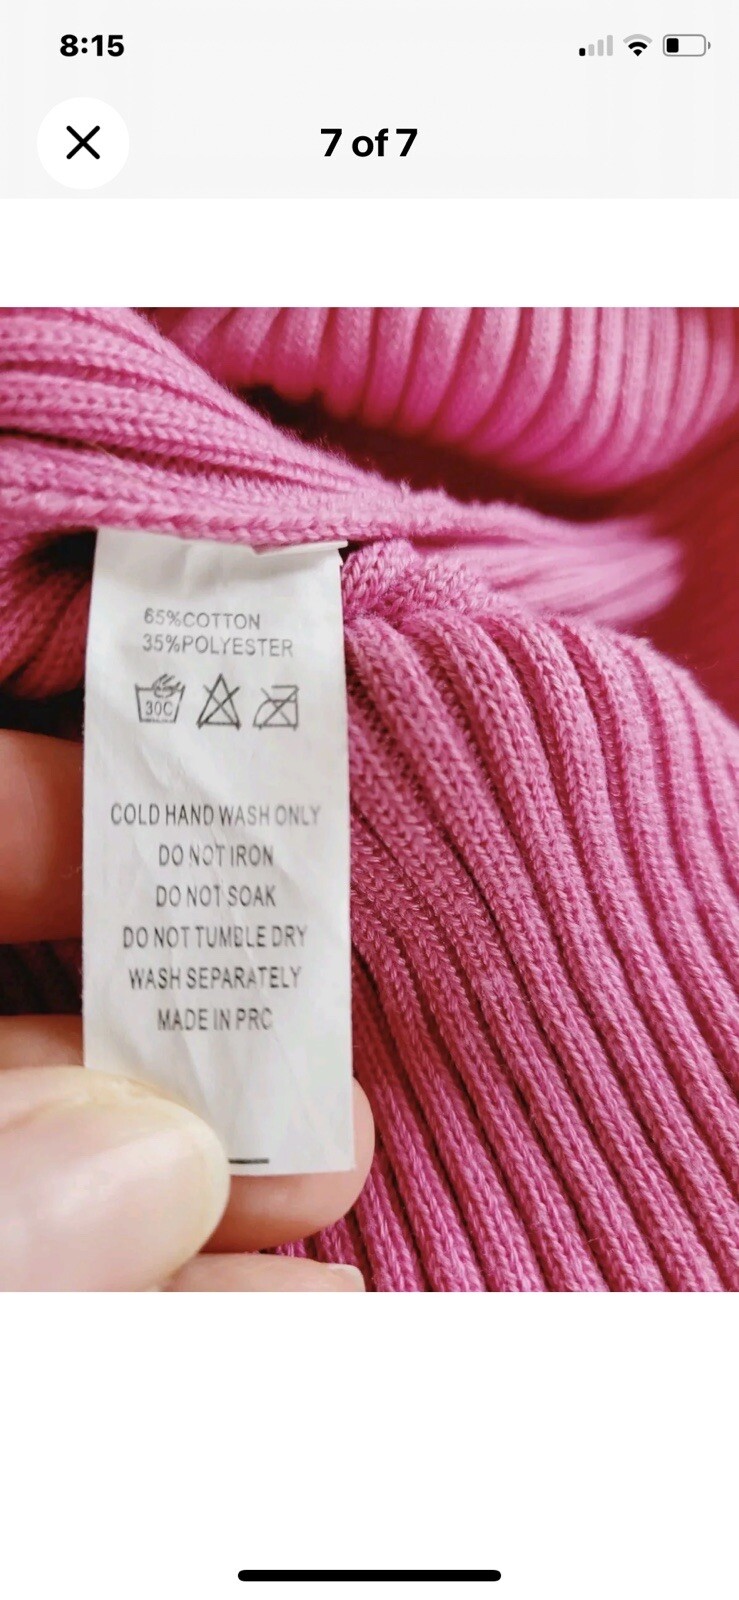 8:15
7 of 7
65%COTTON
35%POLYESTER
30C
COLD HAND WASH ONLY
DO NOT IRON
DO NOT SOAK
DO NOT TUMBLE DRY
WASH SEPARATELY
MADE IN PRC